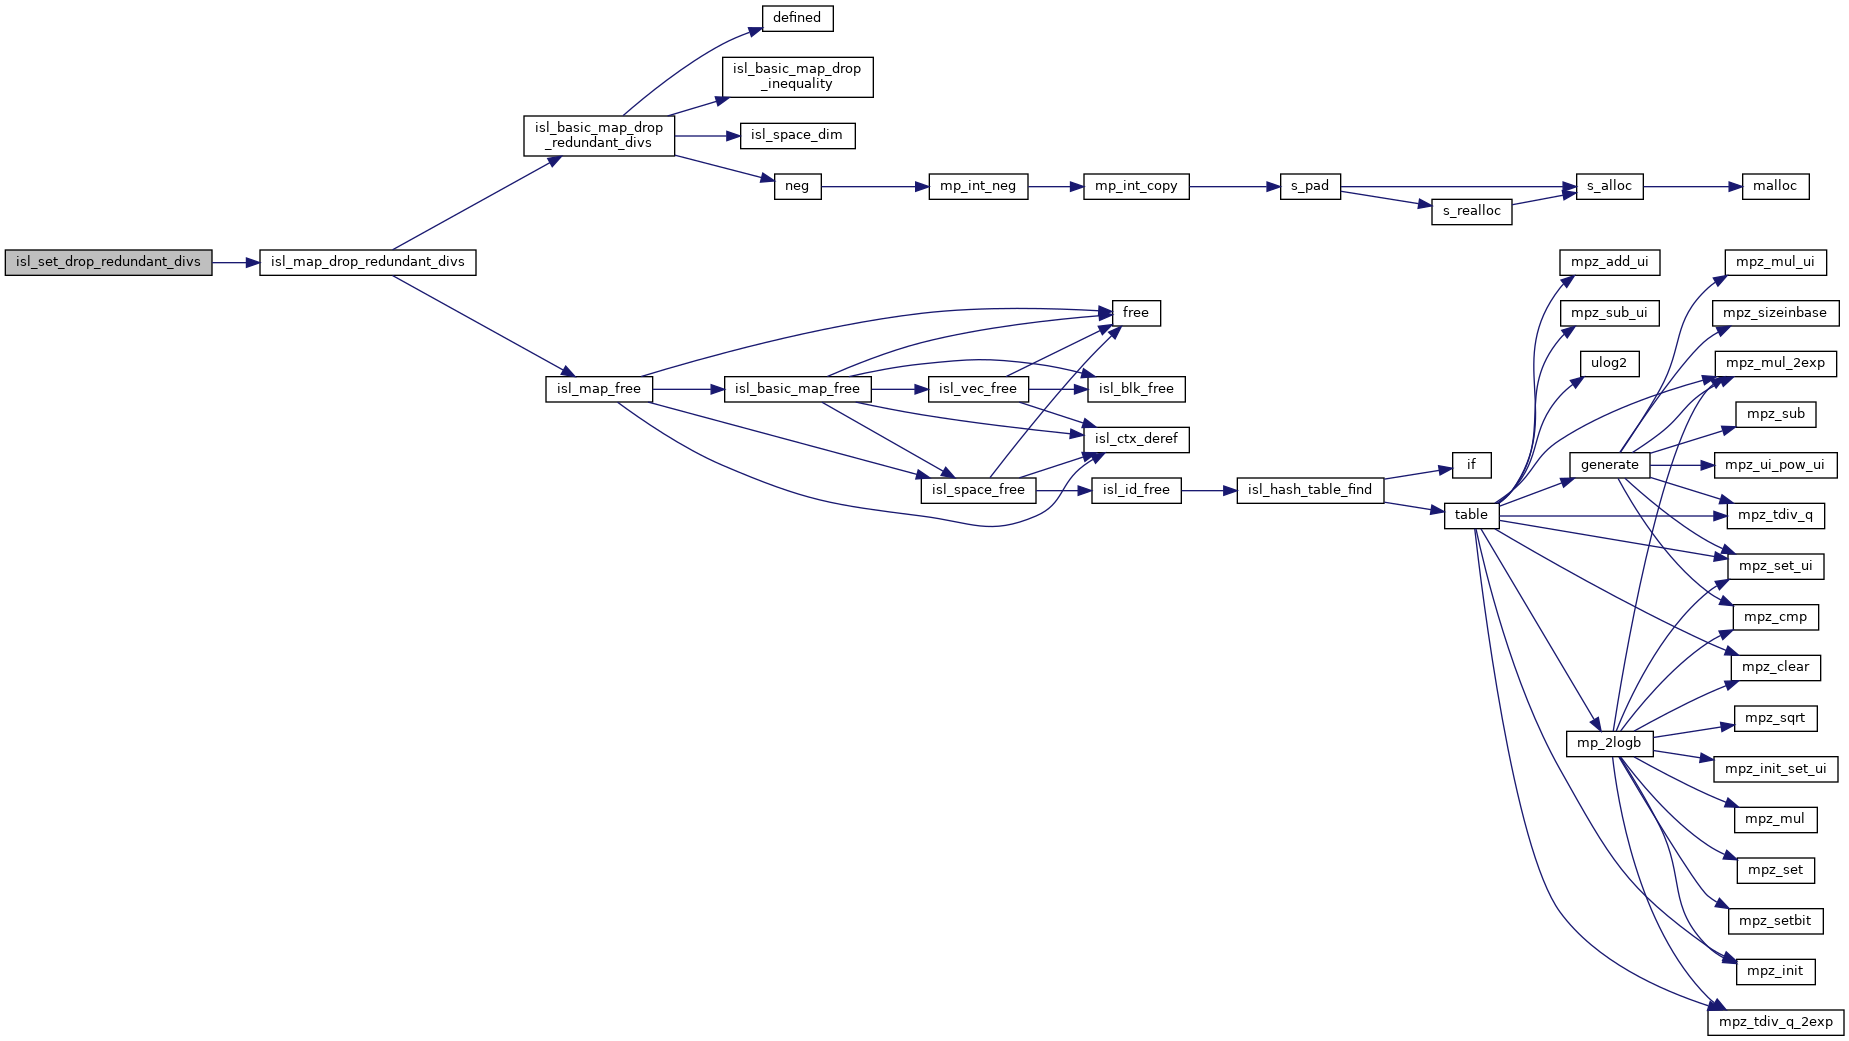 defined
isl_basic_map_drop
_inequality
isl_basic_map_drop
_redundant_divs
isl_space_dim
neg
mp_int_neg
mp_int_copy
s_pad
s_alloc
malloc
s_realloc
isl_set_drop_redundant_divs
isl_map_drop_redundant_divs
mpz_add_ui
mpz_mul_ui
free
mpz_sub_ui
mpz_sizeinbase
ulog2
mpz_mul_2exp
isl_map_free
isl_basic_map_free
isl_vec_free
isl_blk_free
mpz_sub
isl_ctx_deref
if
generate
mpz_ui_pow_ui
isl_space_free
isl_id_free
isl_hash_table_find
table
mpz_tdiv_q
mpz_set_ui
mpz_cmp
mpz_clear
mpz_sqrt
mp_2logb
mpz_init_set_ui
mpz_mul
mpz_set
mpz_setbit
mpz_init
mpz_tdiv_q_2exp